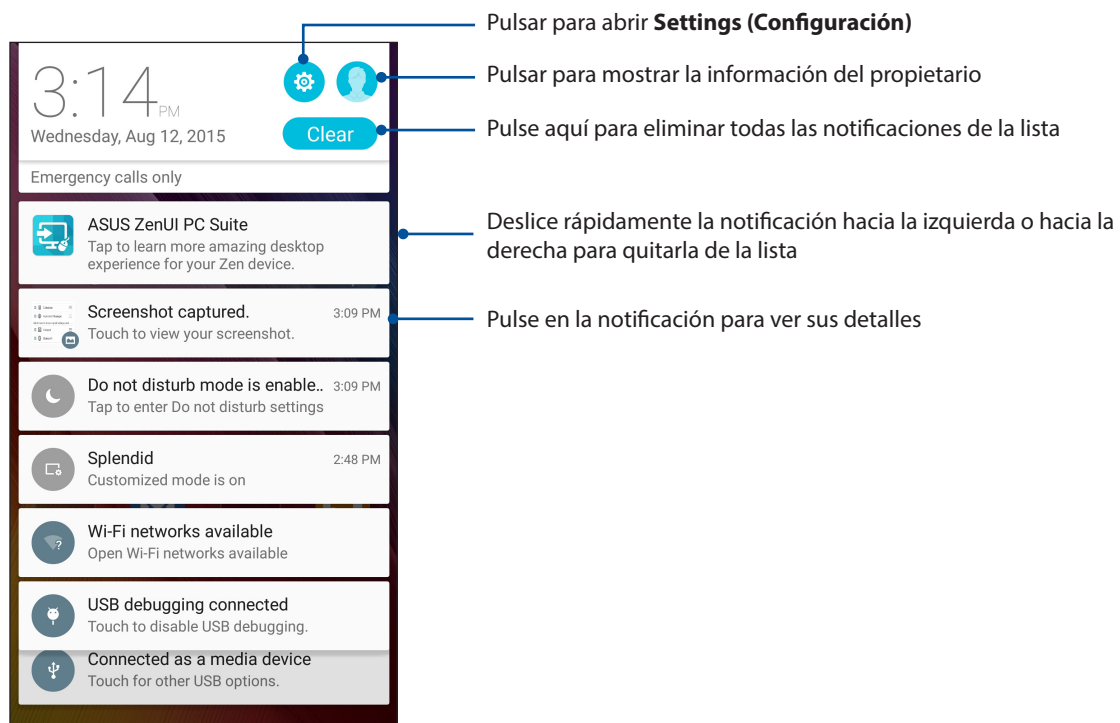 Pulsar para abrir Settings (Configuración)
Pulsar para mostrar la información del propietario
Pulse aquí para eliminar todas las notificaciones de la lista
Deslice rápidamente la notificación hacia la izquierda o hacia la
derecha para quitarla de la lista
Pulse en la notificación para ver sus detalles
3:14 PM
Wednesday, Aug 12, 2015
Clear
Emergency calls only
ASUS ZenUI PC Suite
Tap to learn more amazing desktop
experience for your Zen device.
Screenshot captured. 3:09 PM
Touch to view your screenshot.
Do not disturb mode is enable.. 3:09 PM
Tap to enter Do not disturb settings
Splendid 2:48 PM
Customized mode is on
Wi-Fi networks available
Open Wi-Fi networks available
USB debugging connected
Touch to disable USB debugging.
Connected as a media device
Touch for other USB options.